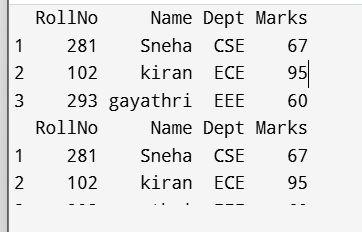 RollNo Name Dept Marks
1 281 Sneha CSE 67
2 102 kiran ECE 95
3 293 gayathri EEE 60
RollNo Name Dept Marks
1 281 Sneha CSE 67
2 102 kiran ECE 95